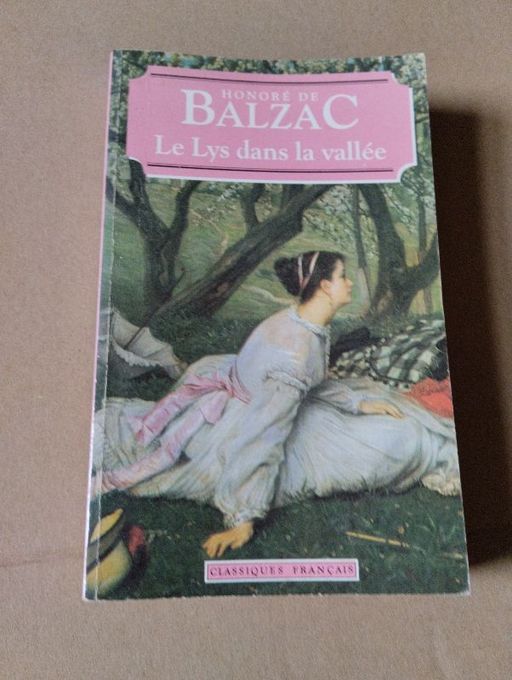 HONORÉ DE
BALZAC
Le Lys dans la vallée
CLASSIQUES FRANÇAIS